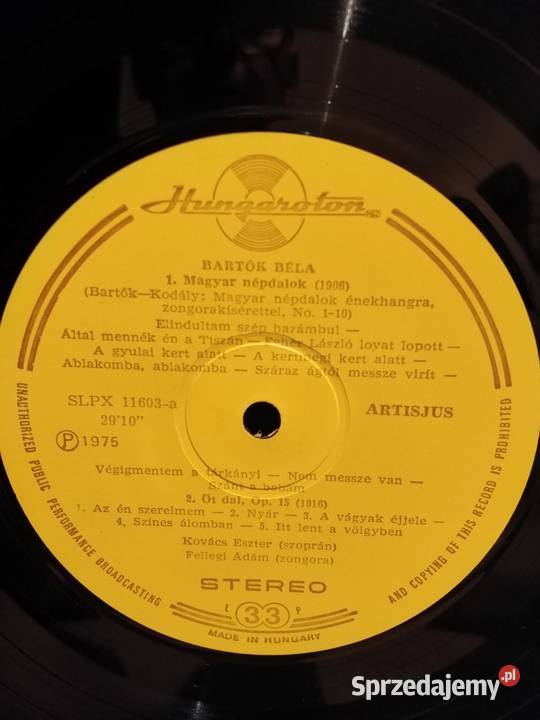 Hungaroton
BARTÓK BÉLA
1. Magyar népdalok (1906)
(Bartók—Kodály: Magyar népdalok énekhangra,
zongorakísérettel, No. 1-10)
Elindultam szép hazámbul —
Által mennék én a Tiszán — Fehér László lovat lopott —
A gyulai kert alatt — A kertmegi kert alatt —
Ablakomba, ablakomba — Száraz ágtól messze virít —
SLPX 11603-a
29'10"
ARTISJUS
Ⓟ 1975
Végigmentem a tárkányi — Nem messze van —
Szánt a babám
2. Öt dal, Op. 15 (1916)
1. Az én szerelmem — 2. Nyár — 3. A vágyak éjjele —
4. Színes álomban — 5. Itt lent a völgyben
Kovács Eszter (szoprán)
Fellegi Ádám (zongora)
STEREO
L 33 P
MADE IN HUNGARY
UNAUTHORIZED PUBLIC PERFORMANCE BROADCASTING
AND COPYING OF THIS RECORD IS PROHIBITED
Sprzedajemy.pl